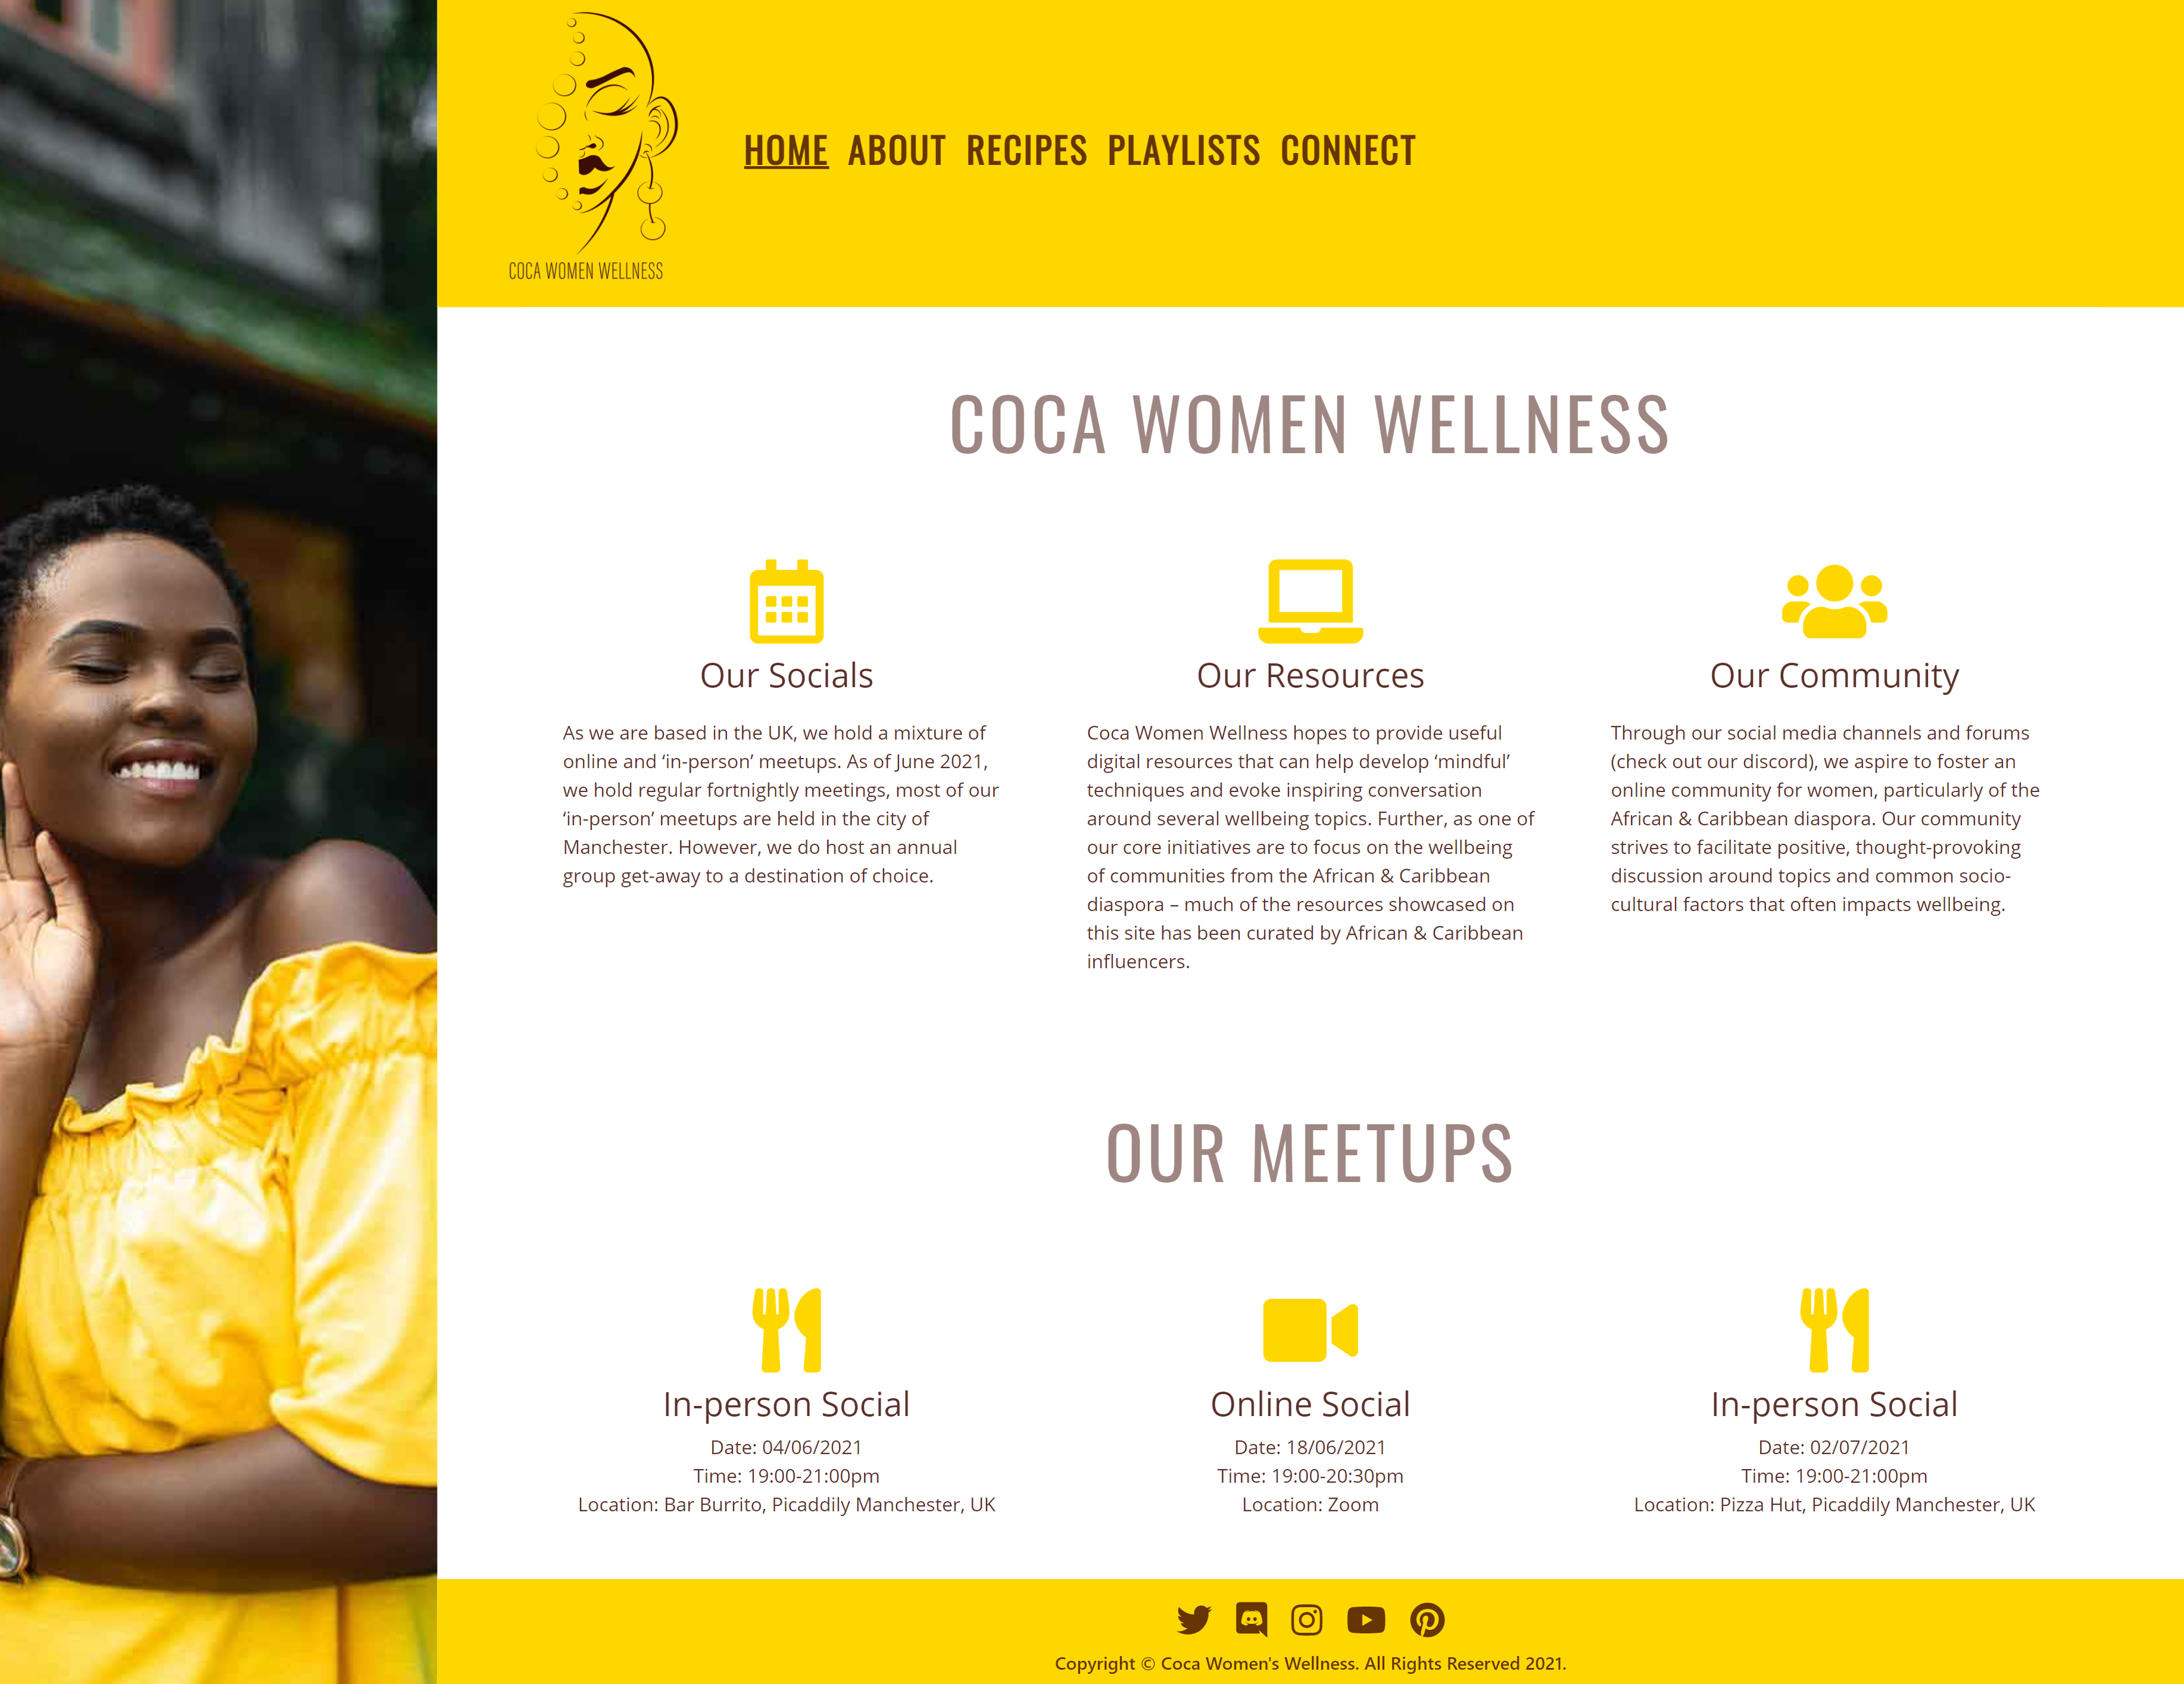 COCA WOMEN WELLNESS
HOME ABOUT RECIPES PLAYLISTS CONNECT
COCA WOMEN WELLNESS
Our Socials
As we are based in the UK, we hold a mixture of
online and ‘in-person’ meetups. As of June 2021,
we hold regular fortnightly meetings, most of our
‘in-person’ meetups are held in the city of
Manchester. However, we do host an annual
group get-away to a destination of choice.
Our Resources
Coca Women Wellness hopes to provide useful
digital resources that can help develop ‘mindful’
techniques and evoke inspiring conversation
around several wellbeing topics. Further, as one of
our core initiatives are to focus on the wellbeing
of communities from the African & Caribbean
diaspora – much of the resources showcased on
this site has been curated by African & Caribbean
influencers.
Our Community
Through our social media channels and forums
(check out our discord), we aspire to foster an
online community for women, particularly of the
African & Caribbean diaspora. Our community
strives to facilitate positive, thought-provoking
discussion around topics and common socio-
cultural factors that often impacts wellbeing.
OUR MEETUPS
In-person Social
Date: 04/06/2021
Time: 19:00-21:00pm
Location: Bar Burrito, Picaddily Manchester, UK
Online Social
Date: 18/06/2021
Time: 19:00-20:30pm
Location: Zoom
In-person Social
Date: 02/07/2021
Time: 19:00-21:00pm
Location: Pizza Hut, Picaddily Manchester, UK
Copyright © Coca Women's Wellness. All Rights Reserved 2021.